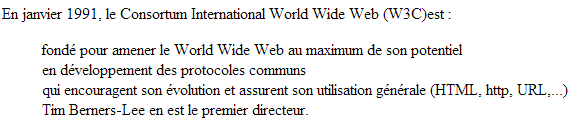 En janvier 1991, le Consortum International World Wide Web (W3C)est :
fondé pour amener le World Wide Web au maximum de son potentiel
en développement des protocoles communs
qui encouragent son évolution et assurent son utilisation générale (HTML, http, URL,...)
Tim Berners-Lee en est le premier directeur.